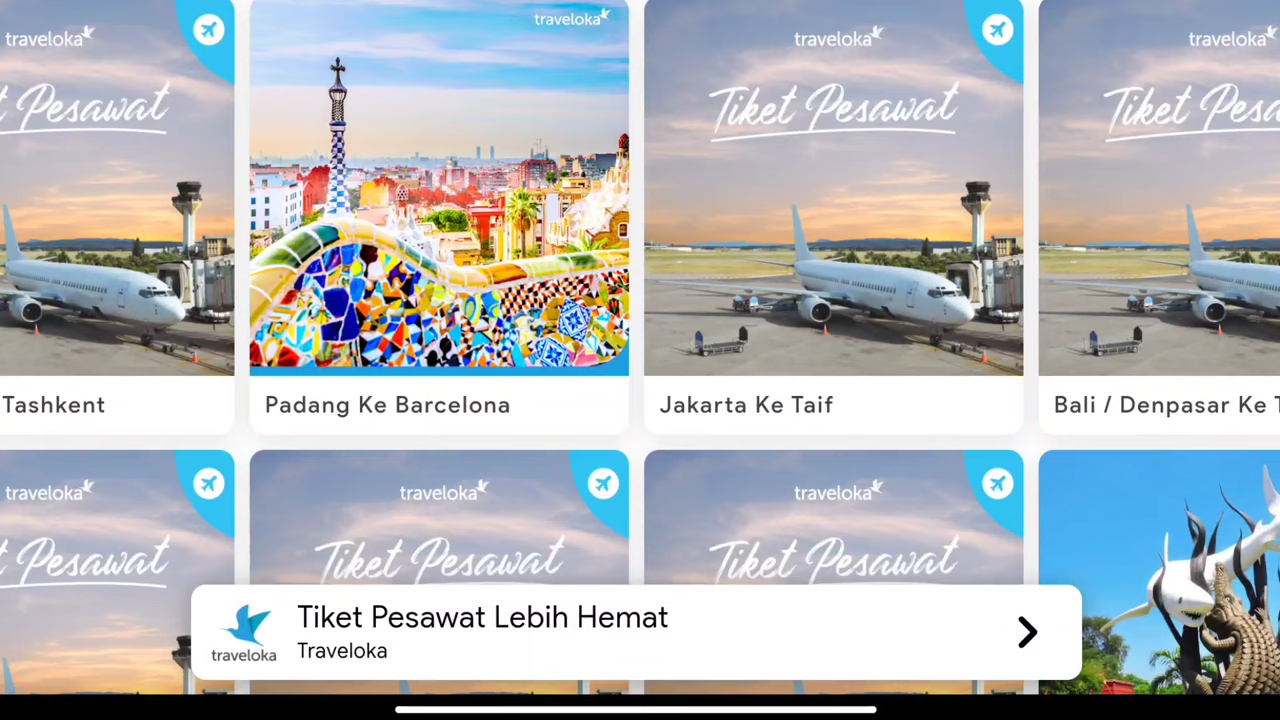 traveloka
traveloka
traveloka
traveloka
t Pesawat
Tiket Pesawat
Tiket Pesa
Tashkent
Padang Ke Barcelona
Jakarta Ke Taif
Bali / Denpasar Ke T
traveloka
traveloka
traveloka
t Pesawat
Tiket Pesawat
Tiket Pesawat
Tiket Pesawat Lebih Hemat
traveloka
Traveloka